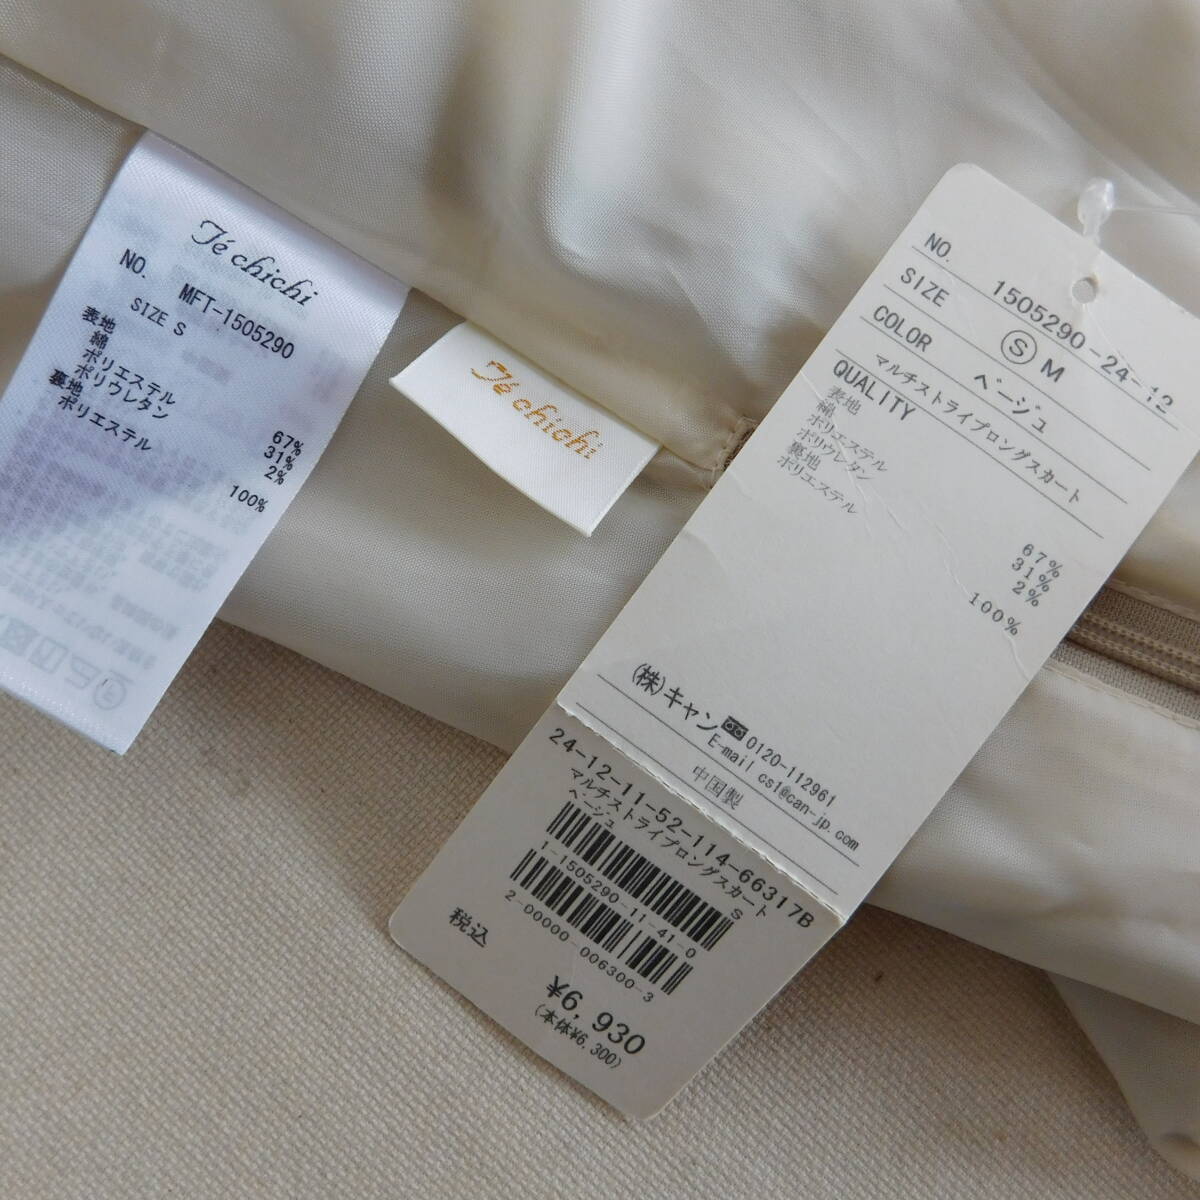 Té chichi
NO. MFT-1505290
SIZE S
表地
綿 67%
ポリエステル 31%
ポリウレタン 2%
裏地
ポリエステル 100%
Té chichi
NO. 1505290-24-12
SIZE Ⓢ M
COLOR ベージュ
マルチストライプロングスカート
QUALITY
表地
綿 67%
ポリエステル 31%
ポリウレタン 2%
裏地
ポリエステル 100%
(株)キャン 0120-112961
E-mail cs1@can-jp.com
中国製
24-12-11-52-114-66317B
マルチストライプロングスカート
ベージュ S
1-1505290-11-41-0
2-00000-006300-3
税込 ¥6,930
(本体¥6,300)